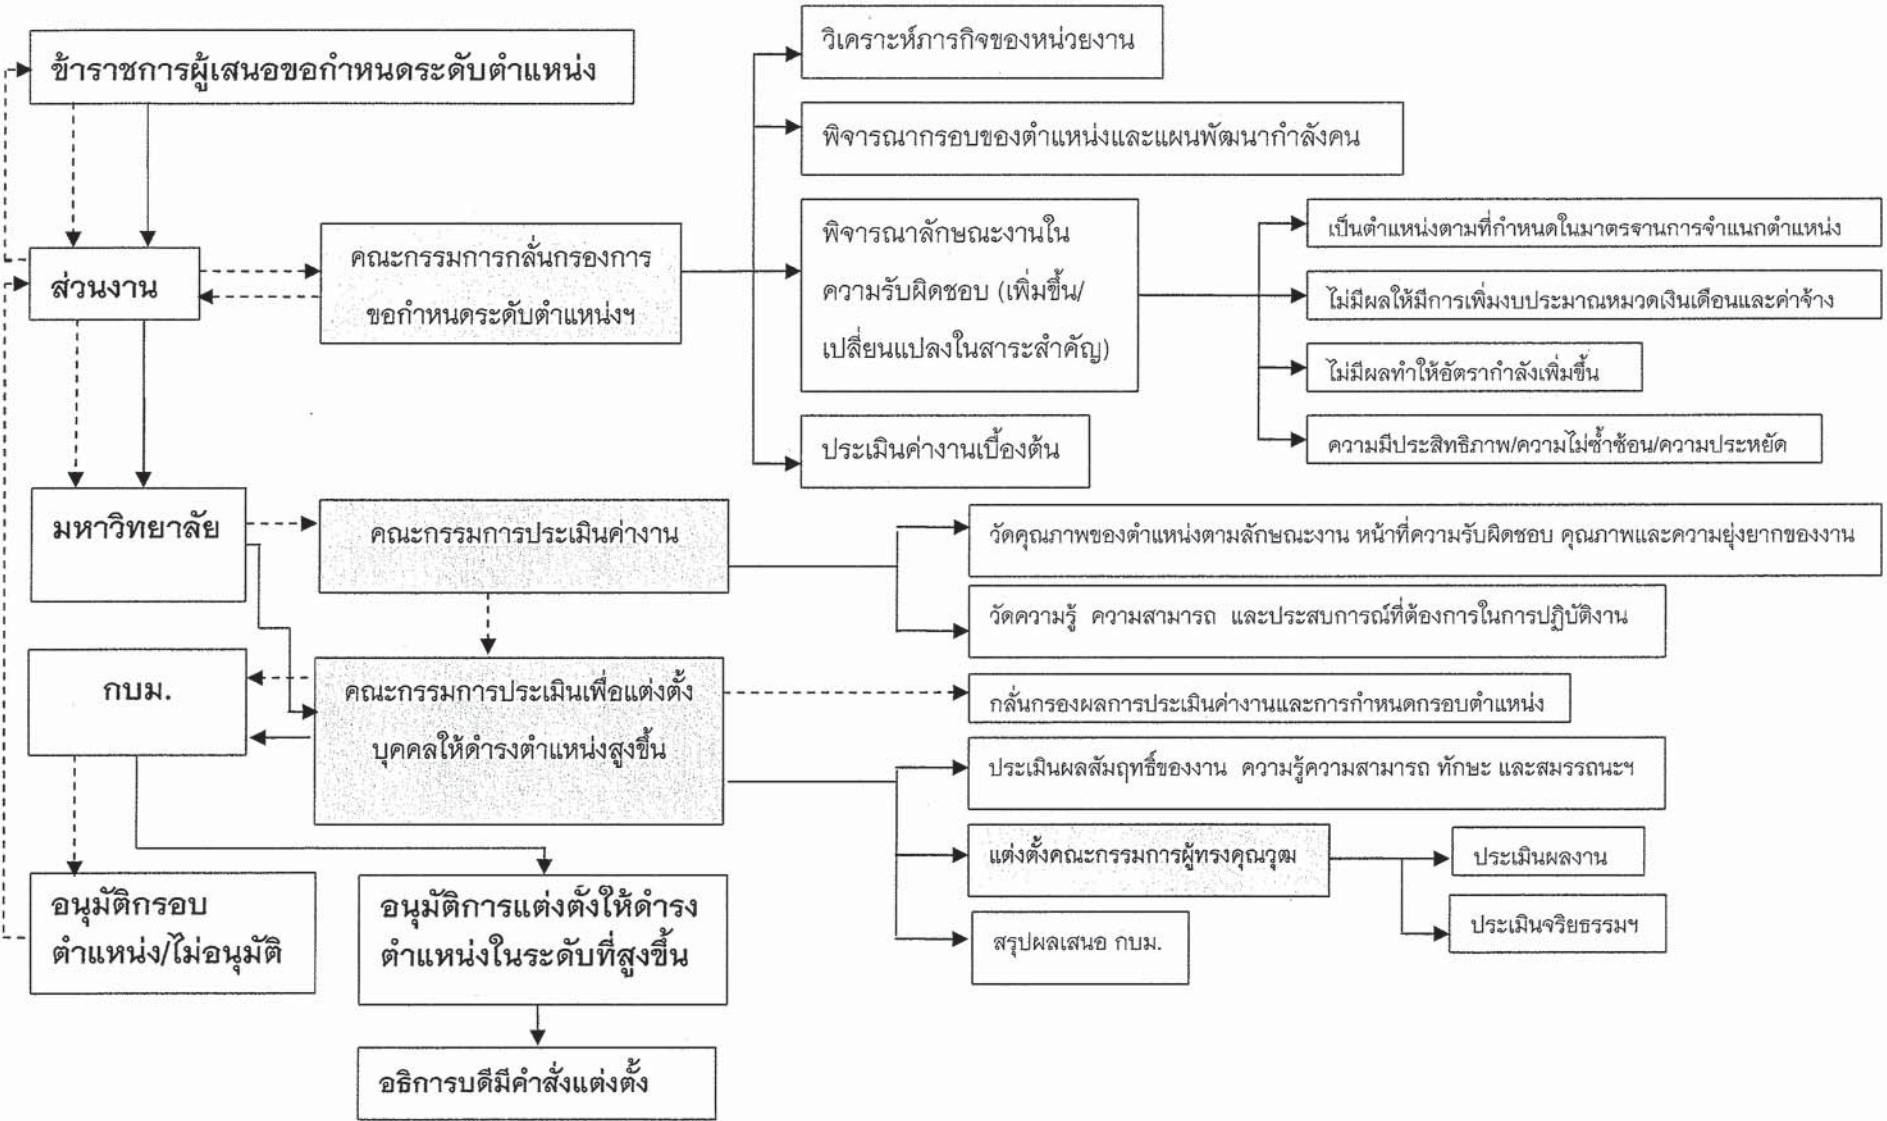 ข้าราชการผู้เสนอขอกำหนดระดับตำแหน่ง
ส่วนงาน
คณะกรรมการกลั่นกรองการ
ขอกำหนดระดับตำแหน่งฯ
วิเคราะห์ภารกิจของหน่วยงาน
พิจารณากรอบของตำแหน่งและแผนพัฒนากำลังคน
พิจารณาลักษณะงานใน
ความรับผิดชอบ (เพิ่มขึ้น/
เปลี่ยนแปลงในสาระสำคัญ)
ประเมินค่างานเบื้องต้น
เป็นตำแหน่งตามที่กำหนดในมาตรฐานการจำแนกตำแหน่ง
ไม่มีผลให้มีการเพิ่มงบประมาณหมวดเงินเดือนและค่าจ้าง
ไม่มีผลทำให้อัตรากำลังเพิ่มขึ้น
ความมีประสิทธิภาพ/ความไม่ซ้ำซ้อน/ความประหยัด
มหาวิทยาลัย
คณะกรรมการประเมินค่างาน
วัดคุณภาพของตำแหน่งตามลักษณะงาน หน้าที่ความรับผิดชอบ คุณภาพและความยุ่งยากของงาน
วัดความรู้ ความสามารถ และประสบการณ์ที่ต้องการในการปฏิบัติงาน
กบม.
คณะกรรมการประเมินเพื่อแต่งตั้ง
บุคคลให้ดำรงตำแหน่งสูงขึ้น
กลั่นกรองผลการประเมินค่างานและการกำหนดกรอบตำแหน่ง
ประเมินผลสัมฤทธิ์ของงาน ความรู้ความสามารถ ทักษะ และสมรรถนะฯ
แต่งตั้งคณะกรรมการผู้ทรงคุณวุฒ
ประเมินผลงาน
ประเมินจริยธรรมฯ
สรุปผลเสนอ กบม.
อนุมัติกรอบ
ตำแหน่ง/ไม่อนุมัติ
อนุมัติการแต่งตั้งให้ดำรง
ตำแหน่งในระดับที่สูงขึ้น
อธิการบดีมีคำสั่งแต่งตั้ง